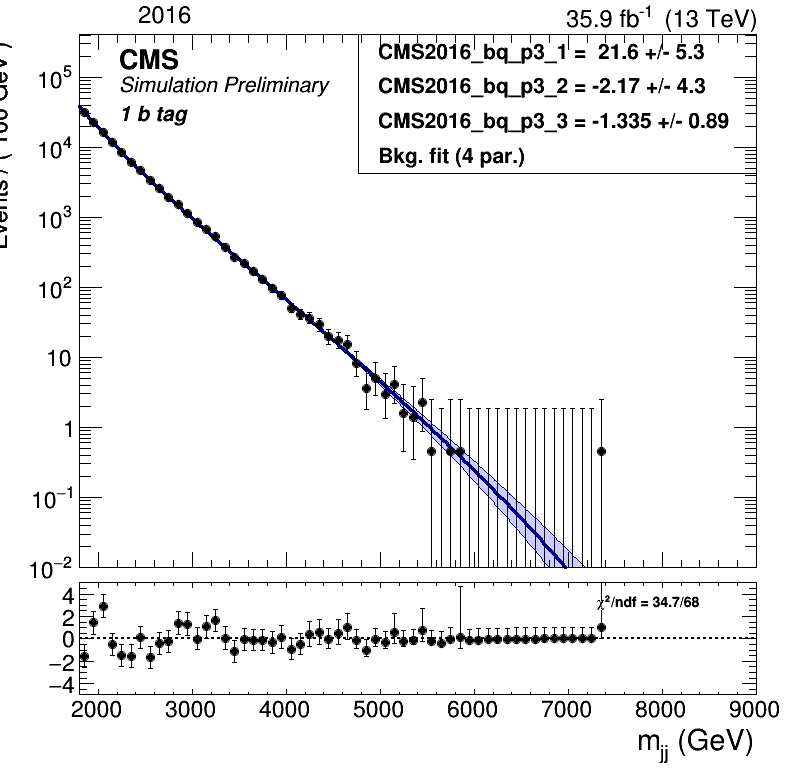 2016
35.9 fb⁻¹ (13 TeV)
CMS
Simulation Preliminary
1 b tag
CMS2016_bq_p3_1 = 21.6 +/- 5.3
CMS2016_bq_p3_2 = -2.17 +/- 4.3
CMS2016_bq_p3_3 = -1.335 +/- 0.89
Bkg. fit (4 par.)
10⁵
10⁴
10³
10²
10
1
10⁻¹
10⁻²
χ²/ndf = 34.7/68
4
2
0
−2
−4
2000 3000 4000 5000 6000 7000 8000 9000
m_jj (GeV)